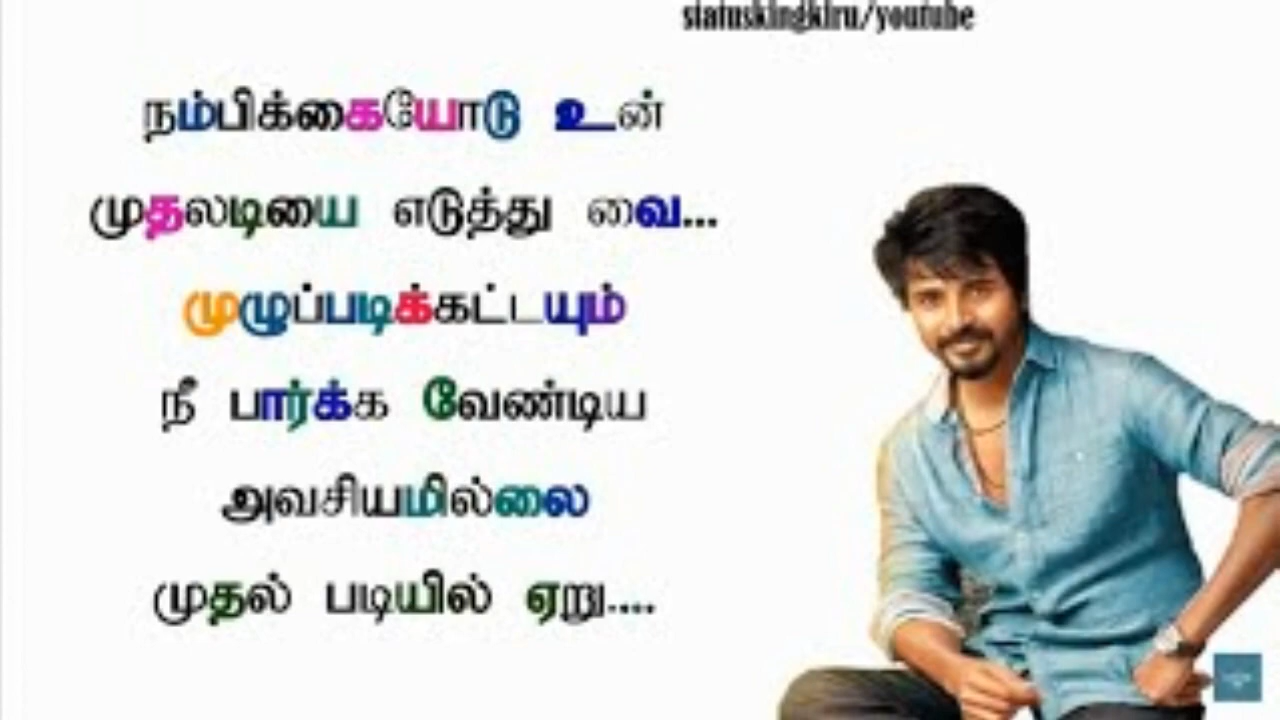 statuskingkiru/youtube
நம்பிக்கையோடு உன்
முதலடியை எடுத்து வை...
முழுப்படிக்கட்டயும்
நீ பார்க்க வேண்டிய
அவசியமில்லை
முதல் படியில் ஏறு....